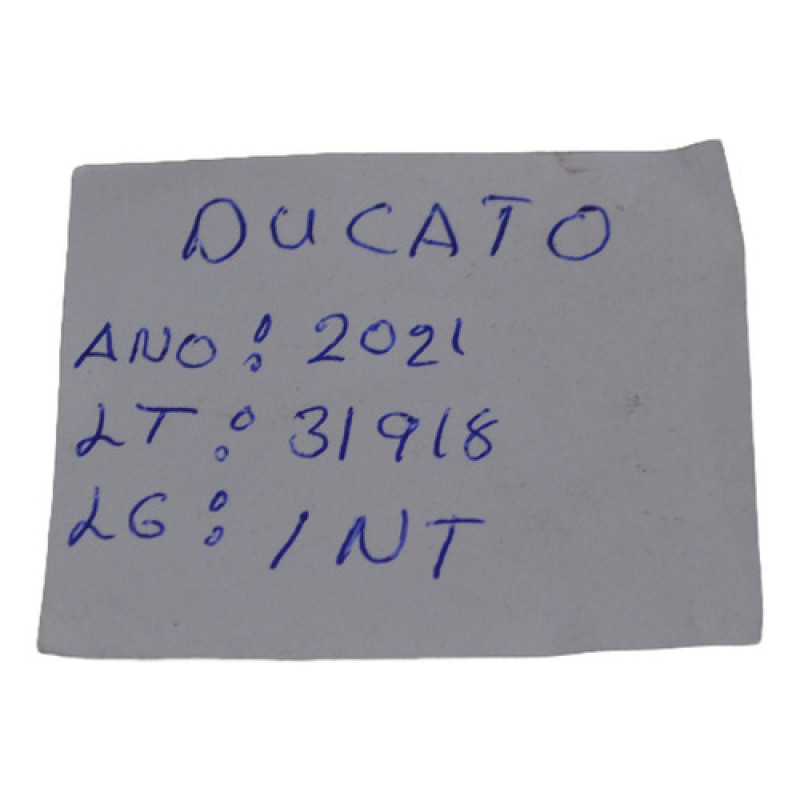 DUCATO
ANO: 2021
LT: 31918
LG: INT